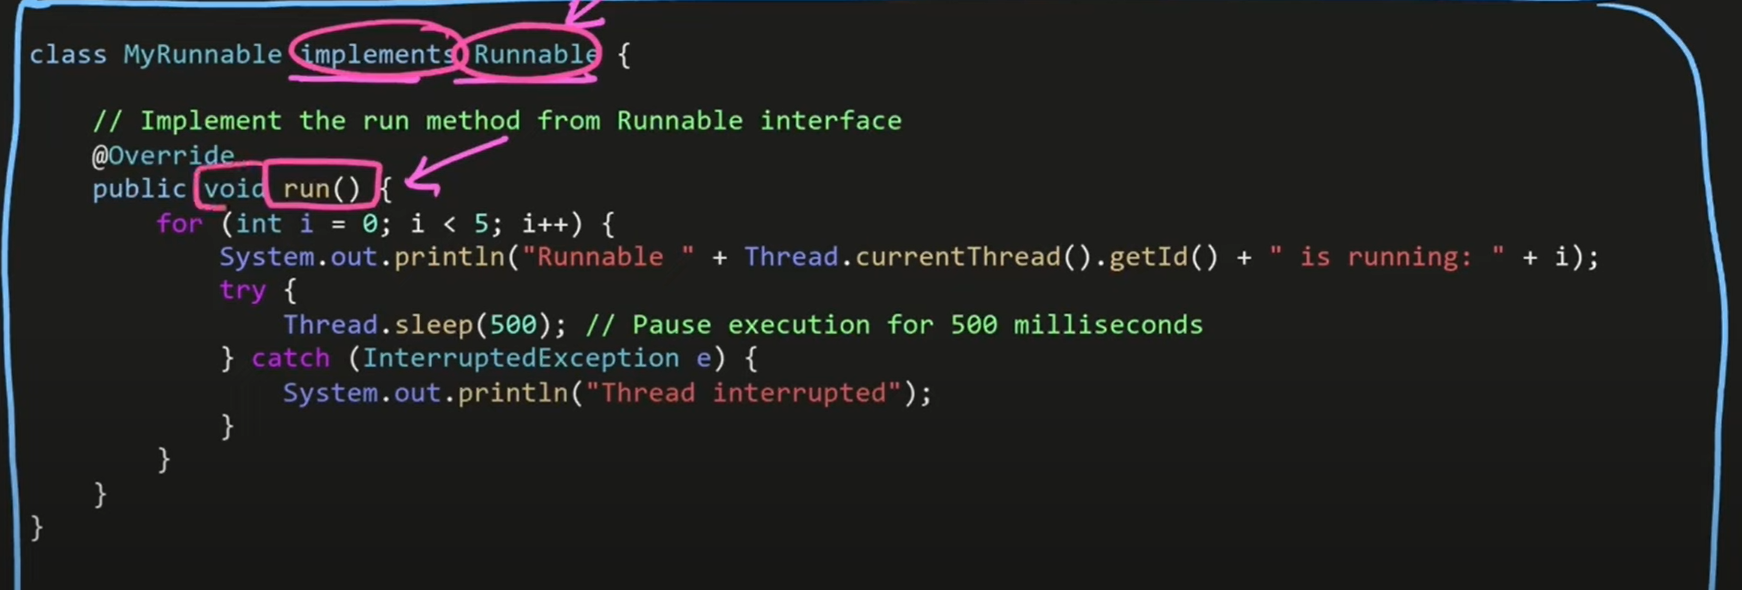 class MyRunnable implements Runnable {
// Implement the run method from Runnable interface
@Override
public void run() {
for (int i = 0; i < 5; i++) {
System.out.println("Runnable " + Thread.currentThread().getId() + " is running: " + i);
try {
Thread.sleep(500); // Pause execution for 500 milliseconds
} catch (InterruptedException e) {
System.out.println("Thread interrupted");
}
}
}
}